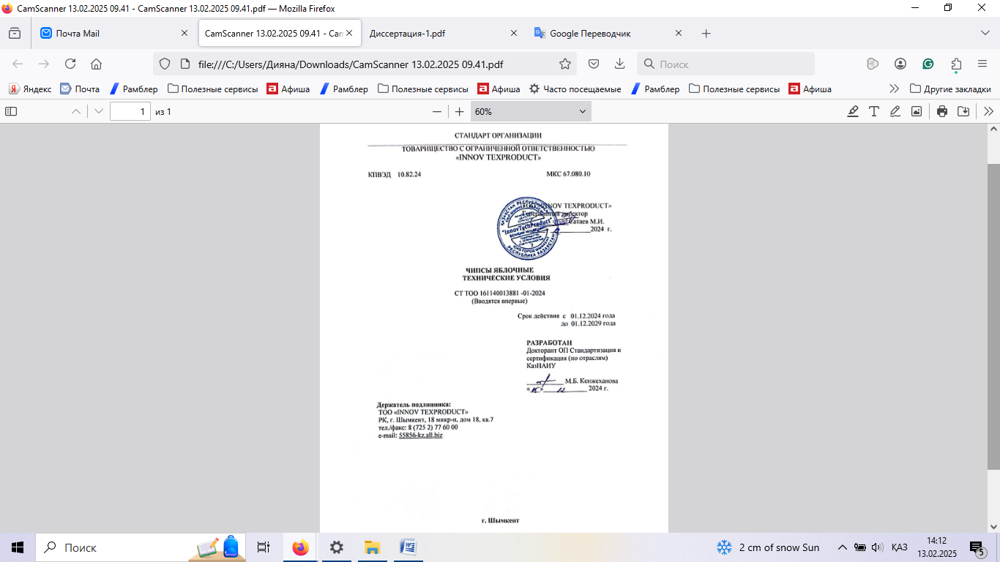 CamScanner 13.02.2025 09.41 - CamScanner 13.02.2025 09.41.pdf — Mozilla Firefox
Почта Mail
CamScanner 13.02.2025 09.41 - Can
Диссертация-1.pdf
Google Переводчик
file:///C:/Users/Дияна/Downloads/CamScanner 13.02.2025 09.41.pdf
Поиск
Яндекс Почта Рамблер Полезные сервисы Афиша Рамблер Полезные сервисы Афиша Часто посещаемые Рамблер Полезные сервисы Афиша Другие закладки
1 из 1
60%
СТАНДАРТ ОРГАНИЗАЦИИ
ТОВАРИЩЕСТВО С ОГРАНИЧЕННОЙ ОТВЕТСТВЕННОСТЬЮ
«INNOV TEXPRODUCT»
КПВЭД 10.82.24 МКС 67.080.10
INNOV TEXPRODUCT»
Генеральный директор
Сатаев М.И.
2024 г.
"InnovTechProduct"
РЕСПУБЛИКА КАЗАХСТАН
ЧИПСЫ ЯБЛОЧНЫЕ
ТЕХНИЧЕСКИЕ УСЛОВИЯ
СТ ТОО 161140013881 -01-2024
(Вводятся впервые)
Срок действия с 01.12.2024 года
до 01.12.2029 года
РАЗРАБОТАН
Докторант ОП Стандартизация и
сертификация (по отраслям)
КазНАИУ
М.Б. Кенжеханова
« » 12 2024 г.
Держатель подлинника:
ТОО «INNOV TEXPRODUCT»
РК, г. Шымкент, 18 микр-н, дом 18, кв.7
тел./факс: 8 (725 2) 77 60 00
e-mail: 55856-kz.all.biz
г. Шымкент
Поиск
2 cm of snow Sun
ҚАЗ
14:12
13.02.2025
5